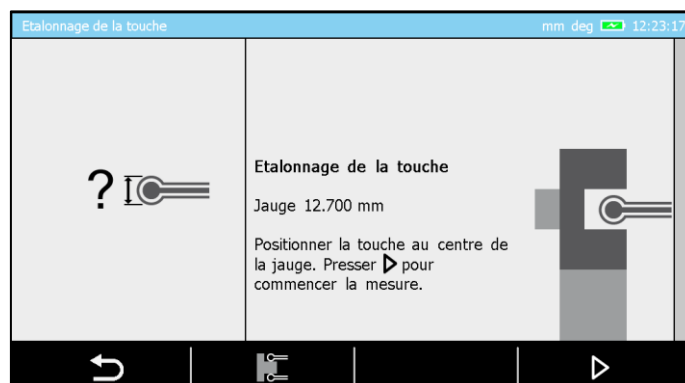 Etalonnage de la touche
mm deg 12:23:17
?
Etalonnage de la touche
Jauge 12.700 mm
Positionner la touche au centre de
la jauge. Presser pour
commencer la mesure.